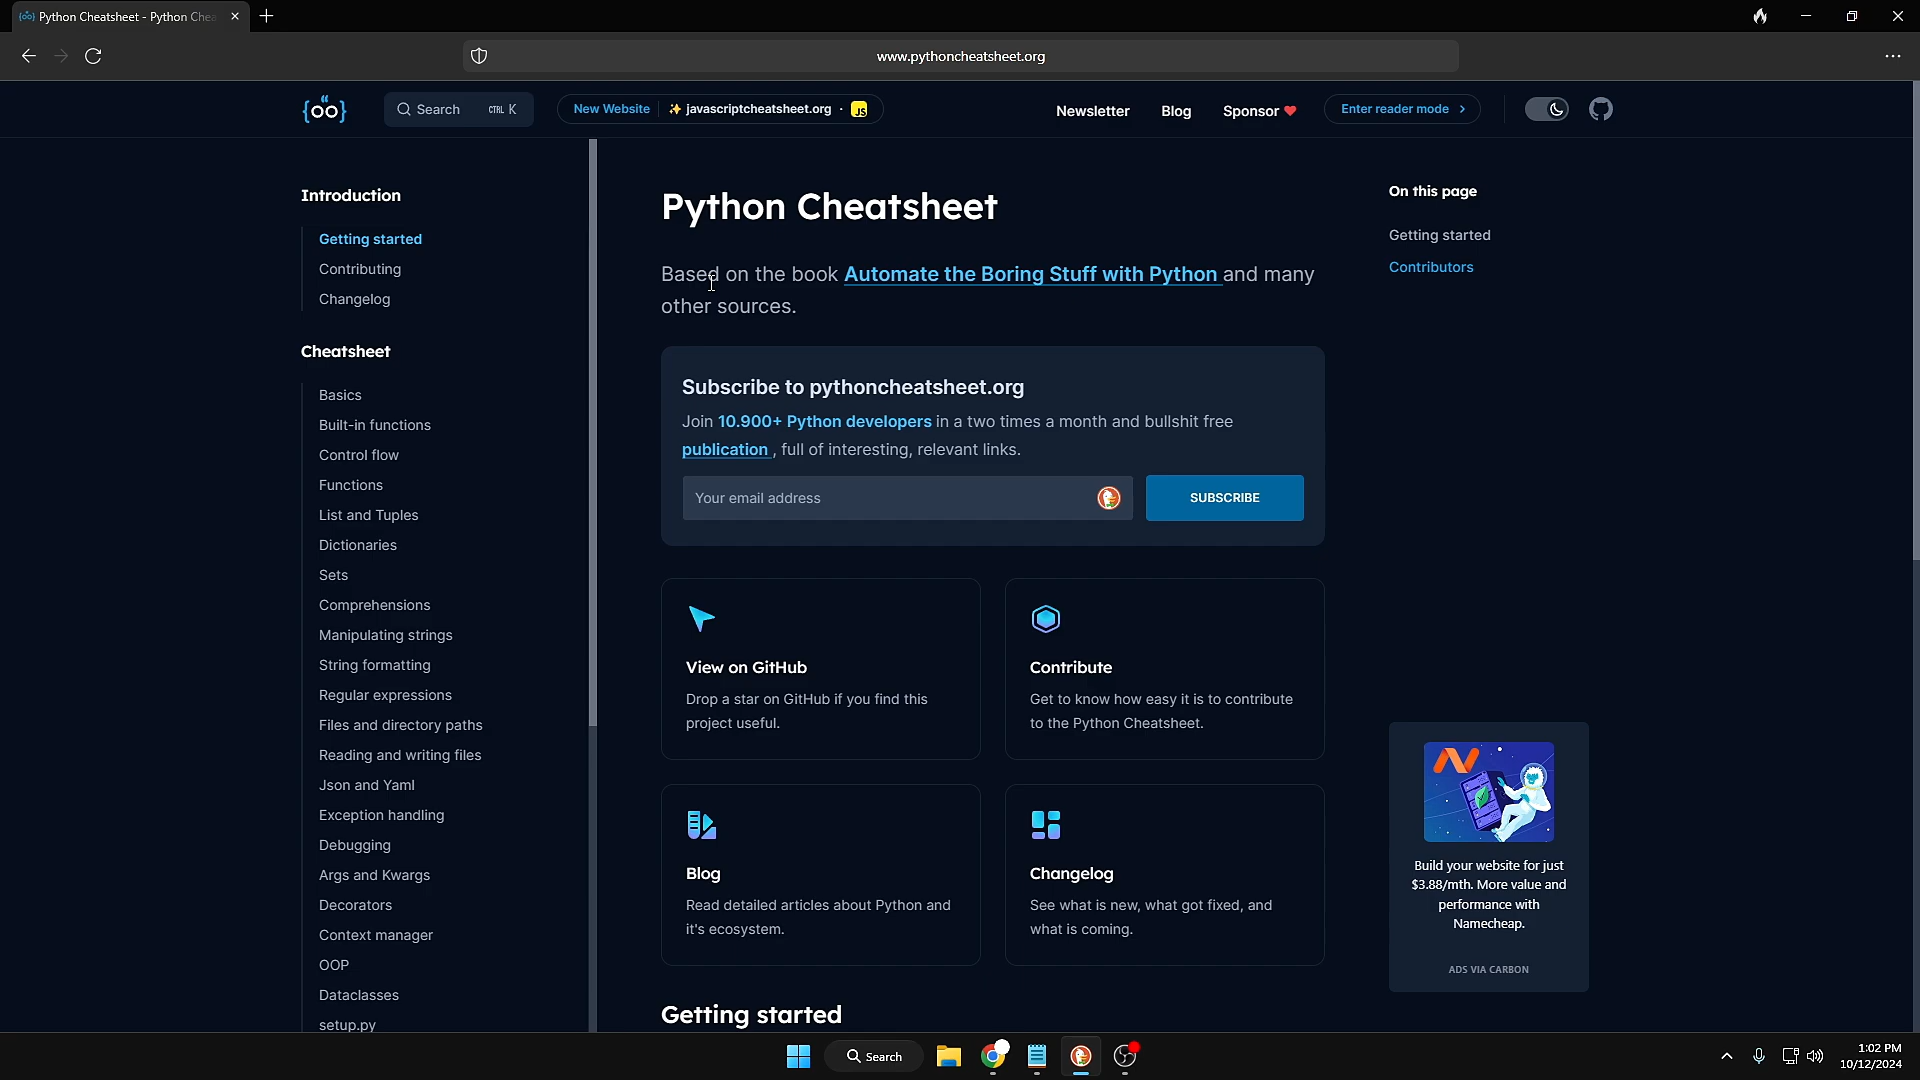 Python Cheatsheet - Python Chea
www.pythoncheatsheet.org
Search CTRL K
New Website
javascriptcheatsheet.org · JS
Newsletter
Blog
Sponsor
Enter reader mode
Introduction
Getting started
Contributing
Changelog
Cheatsheet
Basics
Built-in functions
Control flow
Functions
List and Tuples
Dictionaries
Sets
Comprehensions
Manipulating strings
String formatting
Regular expressions
Files and directory paths
Reading and writing files
Json and Yaml
Exception handling
Debugging
Args and Kwargs
Decorators
Context manager
OOP
Dataclasses
setup.py
Python Cheatsheet
Based on the book Automate the Boring Stuff with Python and many
other sources.
Subscribe to pythoncheatsheet.org
Join 10.900+ Python developers in a two times a month and bullshit free
publication , full of interesting, relevant links.
Your email address
SUBSCRIBE
View on GitHub
Drop a star on GitHub if you find this
project useful.
Contribute
Get to know how easy it is to contribute
to the Python Cheatsheet.
Blog
Read detailed articles about Python and
it's ecosystem.
Changelog
See what is new, what got fixed, and
what is coming.
Getting started
On this page
Getting started
Contributors
Build your website for just
$3.88/mth. More value and
performance with
Namecheap.
ADS VIA CARBON
Search
1:02 PM
10/12/2024